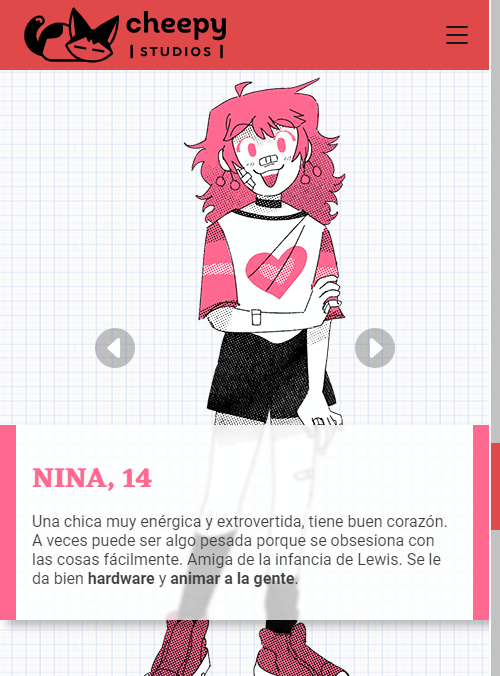 cheepy
STUDIOS
NINA, 14
Una chica muy enérgica y extrovertida, tiene buen corazón.
A veces puede ser algo pesada porque se obsesiona con
las cosas fácilmente. Amiga de la infancia de Lewis. Se le
da bien hardware y animar a la gente.